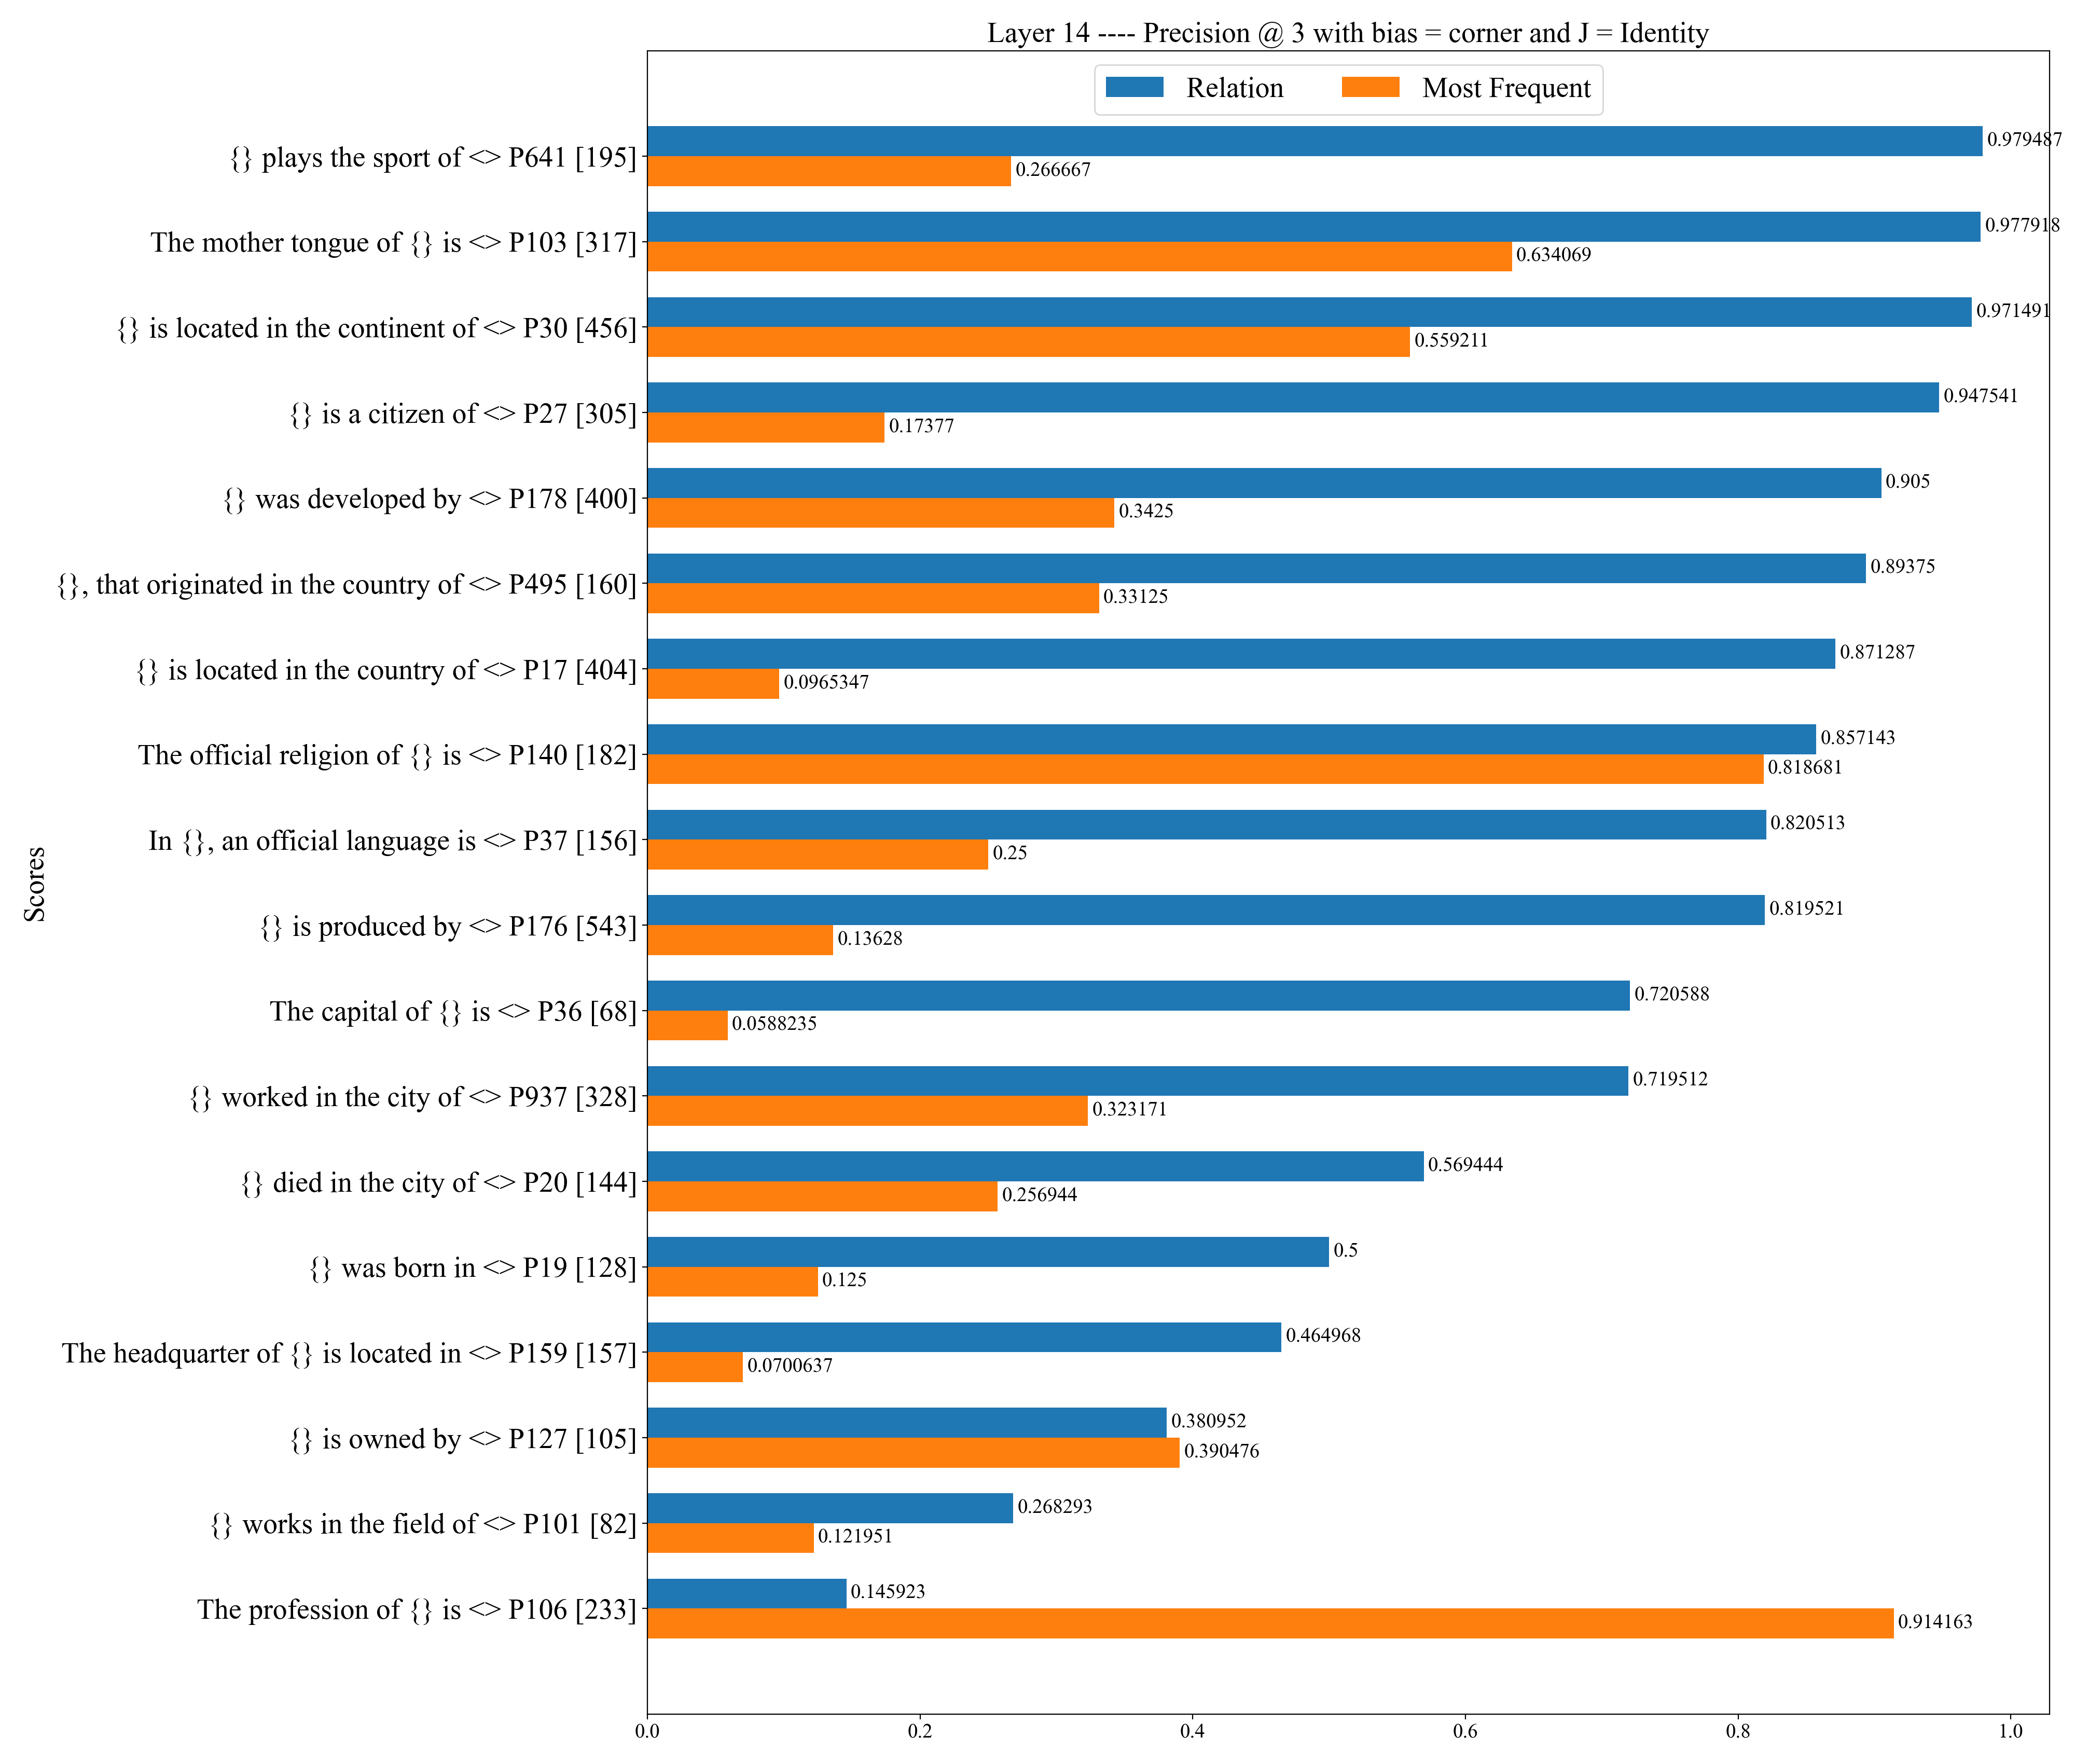 Layer 14 ---- Precision @ 3 with bias = corner and J = Identity
Relation
Most Frequent
{} plays the sport of <> P641 [195]
0.979487
0.266667
The mother tongue of {} is <> P103 [317]
0.977918
0.634069
{} is located in the continent of <> P30 [456]
0.971491
0.559211
{} is a citizen of <> P27 [305]
0.947541
0.17377
{} was developed by <> P178 [400]
0.905
0.3425
{}, that originated in the country of <> P495 [160]
0.89375
0.33125
{} is located in the country of <> P17 [404]
0.871287
0.0965347
The official religion of {} is <> P140 [182]
0.857143
0.818681
In {}, an official language is <> P37 [156]
0.820513
0.25
{} is produced by <> P176 [543]
0.819521
0.13628
The capital of {} is <> P36 [68]
0.720588
0.0588235
{} worked in the city of <> P937 [328]
0.719512
0.323171
{} died in the city of <> P20 [144]
0.569444
0.256944
{} was born in <> P19 [128]
0.5
0.125
The headquarter of {} is located in <> P159 [157]
0.464968
0.0700637
{} is owned by <> P127 [105]
0.380952
0.390476
{} works in the field of <> P101 [82]
0.268293
0.121951
The profession of {} is <> P106 [233]
0.145923
0.914163
Scores
0.0
0.2
0.4
0.6
0.8
1.0